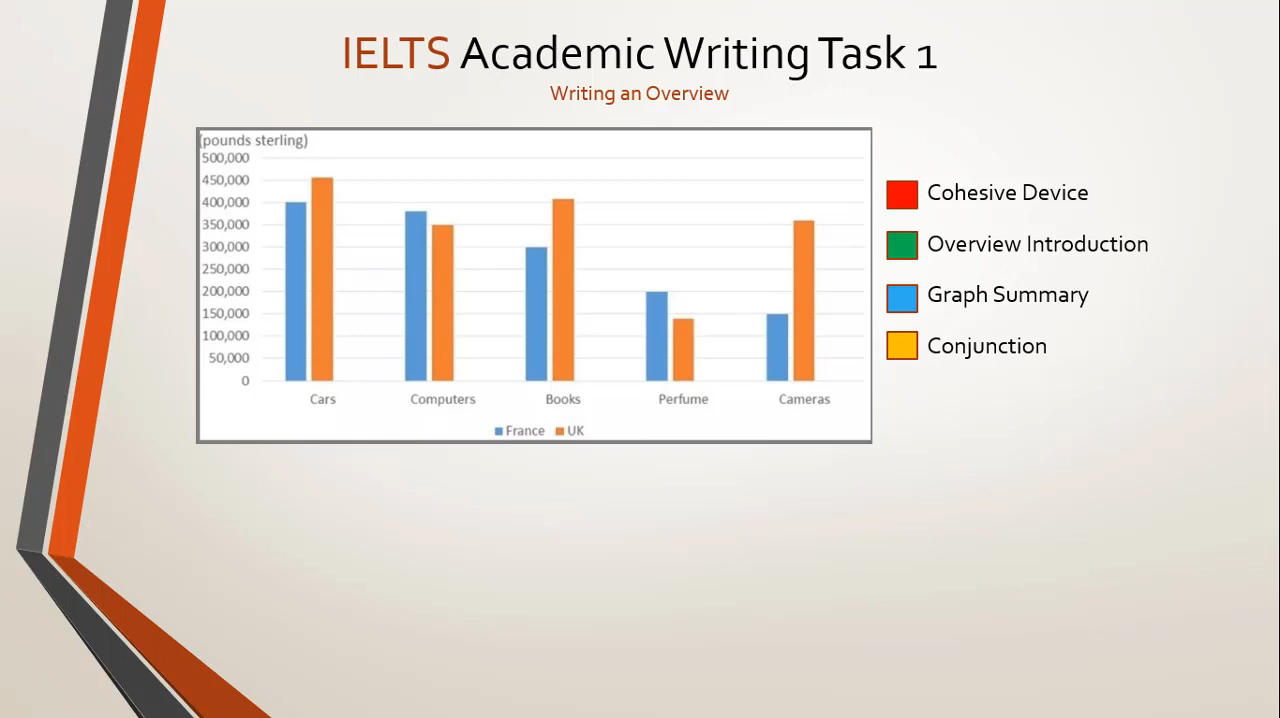 IELTS Academic Writing Task 1
Writing an Overview
(pounds sterling)
500,000
450,000
400,000
350,000
300,000
250,000
200,000
150,000
100,000
50,000
0
Cars Computers Books Perfume Cameras
France UK
Cohesive Device
Overview Introduction
Graph Summary
Conjunction